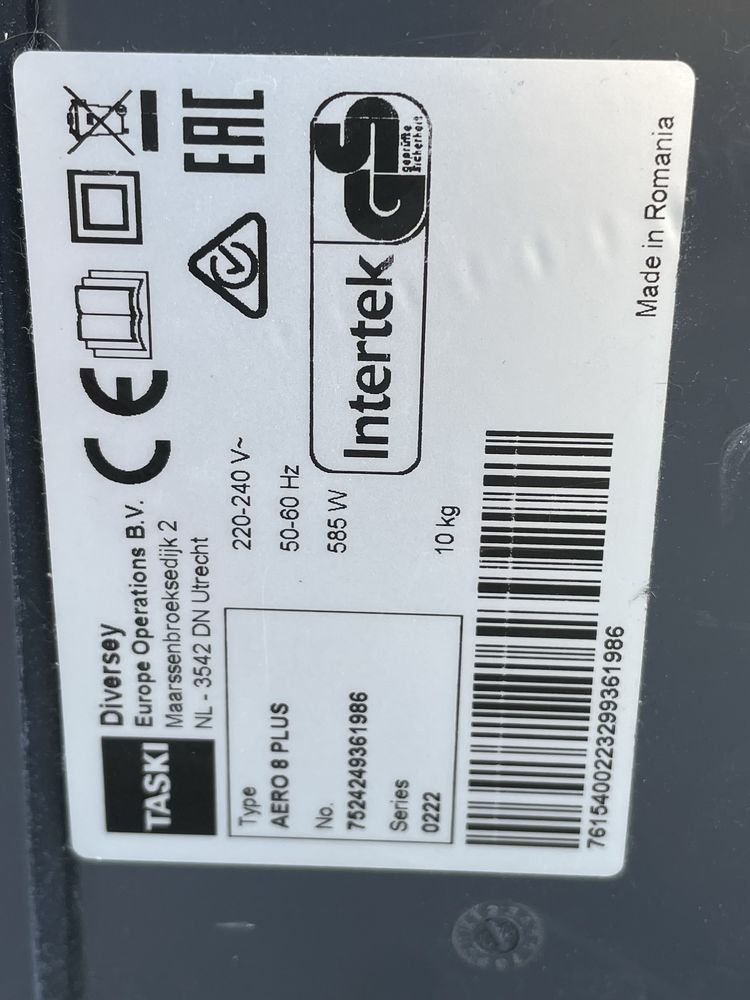 TASKI
Diversey
Europe Operations B.V.
Maarssenbroeksedijk 2
NL - 3542 DN Utrecht
CE
EAC
Type
AERO 8 PLUS
No.
7524249361986
Series
0222
220-240 V~
50-60 Hz
585 W
10 kg
Intertek
GS
geprüfte
Sicherheit
7615400223299361986
Made in Romania